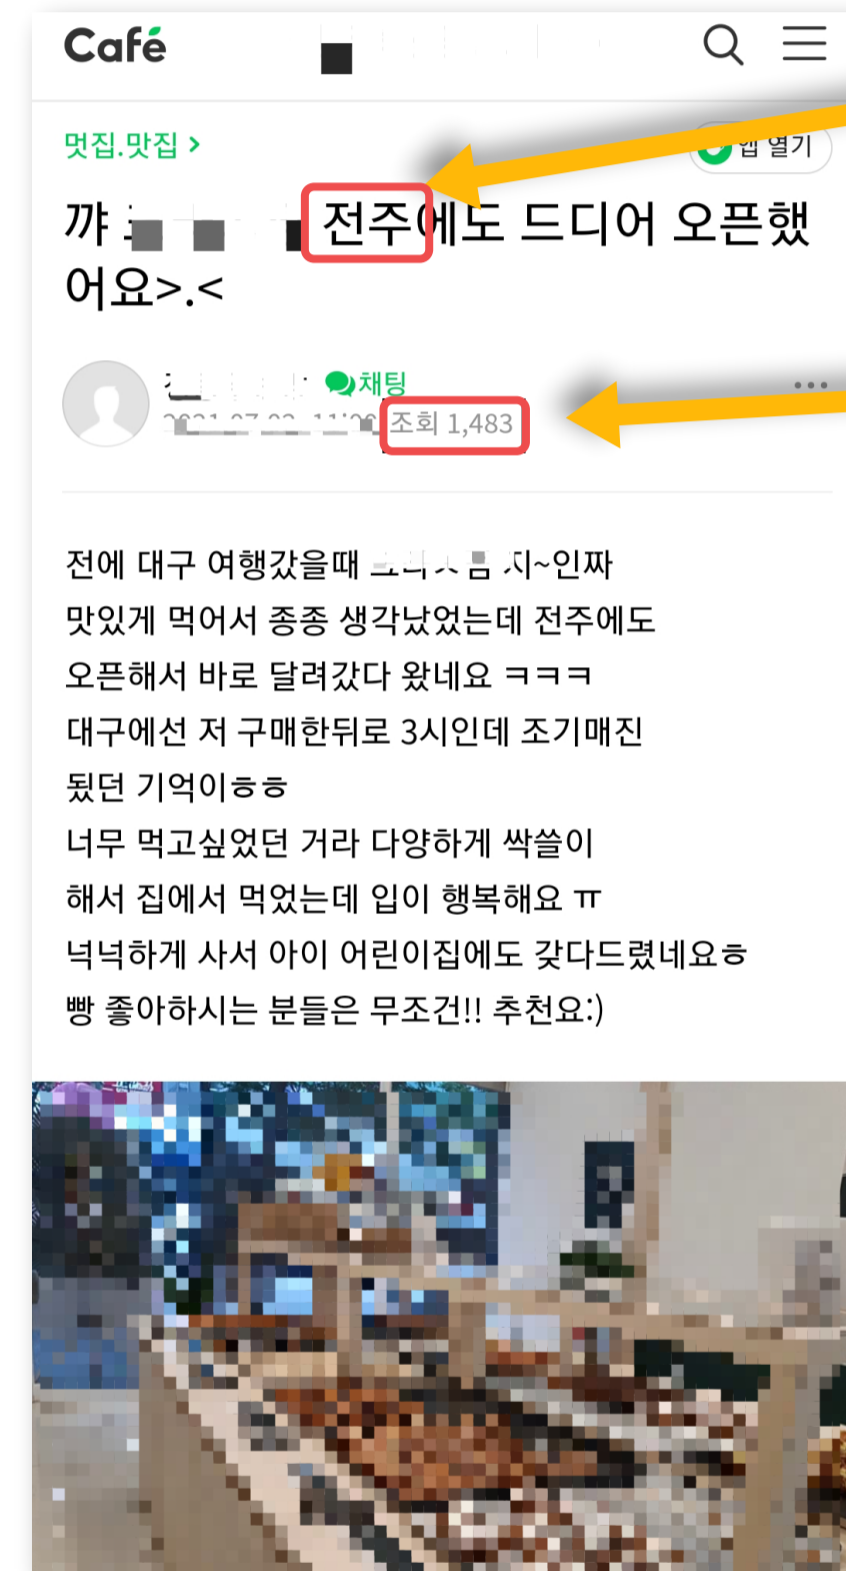 Café
멋집.맛집 >
앱 열기
꺄 전주에도 드디어 오픈했
어요>.<
채팅
조회 1,483
전에 대구 여행갔을때 지~인짜
맛있게 먹어서 종종 생각났었는데 전주에도
오픈해서 바로 달려갔다 왔네요 ㅋㅋㅋ
대구에선 저 구매한뒤로 3시인데 조기매진
됬던 기억이ㅎㅎ
너무 먹고싶었던 거라 다양하게 싹쓸이
해서 집에서 먹었는데 입이 행복해요 ㅠ
넉넉하게 사서 아이 어린이집에도 갖다드렸네요ㅎ
빵 좋아하시는 분들은 무조건!! 추천요:)